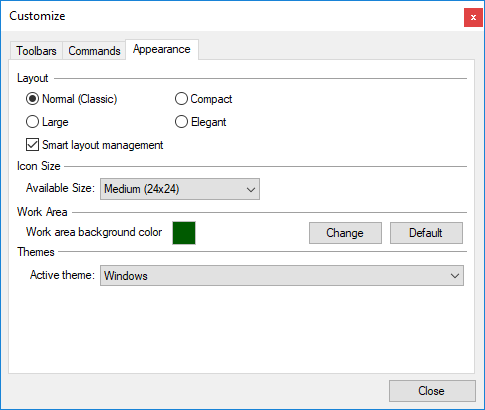 Customize
x
Toolbars Commands Appearance
Layout
Normal (Classic) Compact
Large Elegant
Smart layout management
Icon Size
Available Size: Medium (24x24)
Work Area
Work area background color Change Default
Themes
Active theme: Windows
Close